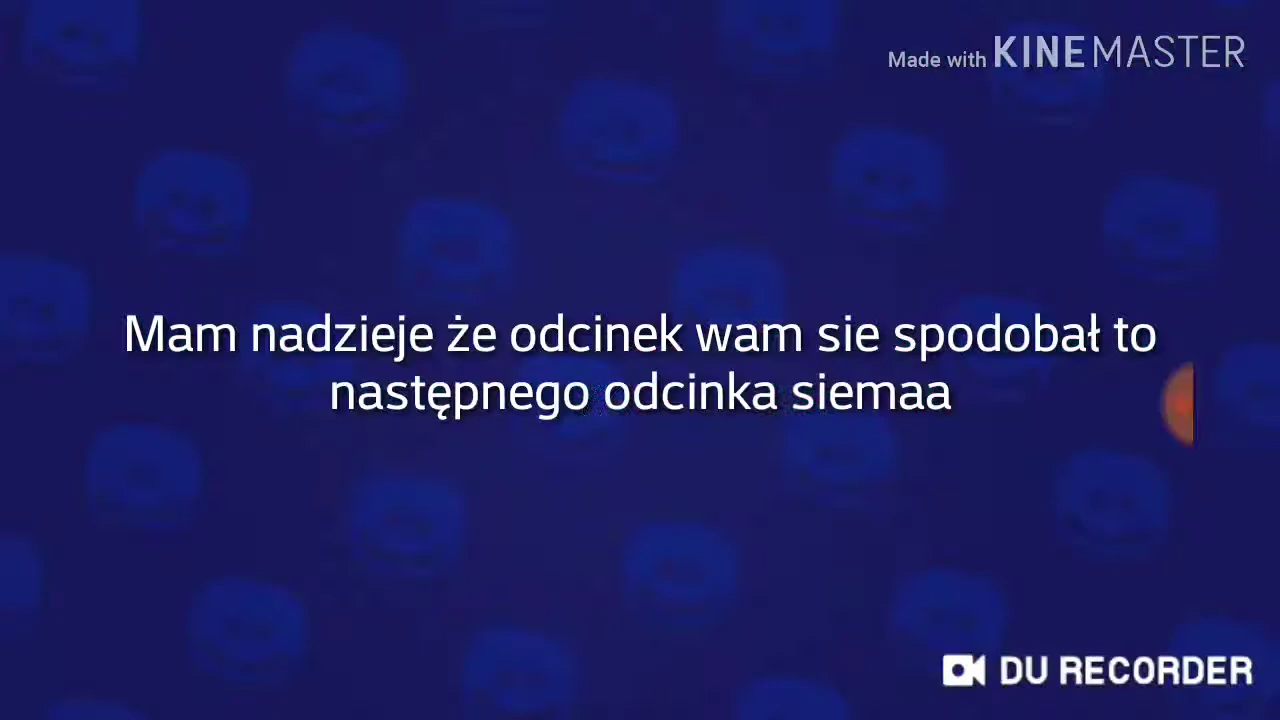 Made with KINEMASTER
Mam nadzieje że odcinek wam sie spodobał to
następnego odcinka siemaa
DU RECORDER